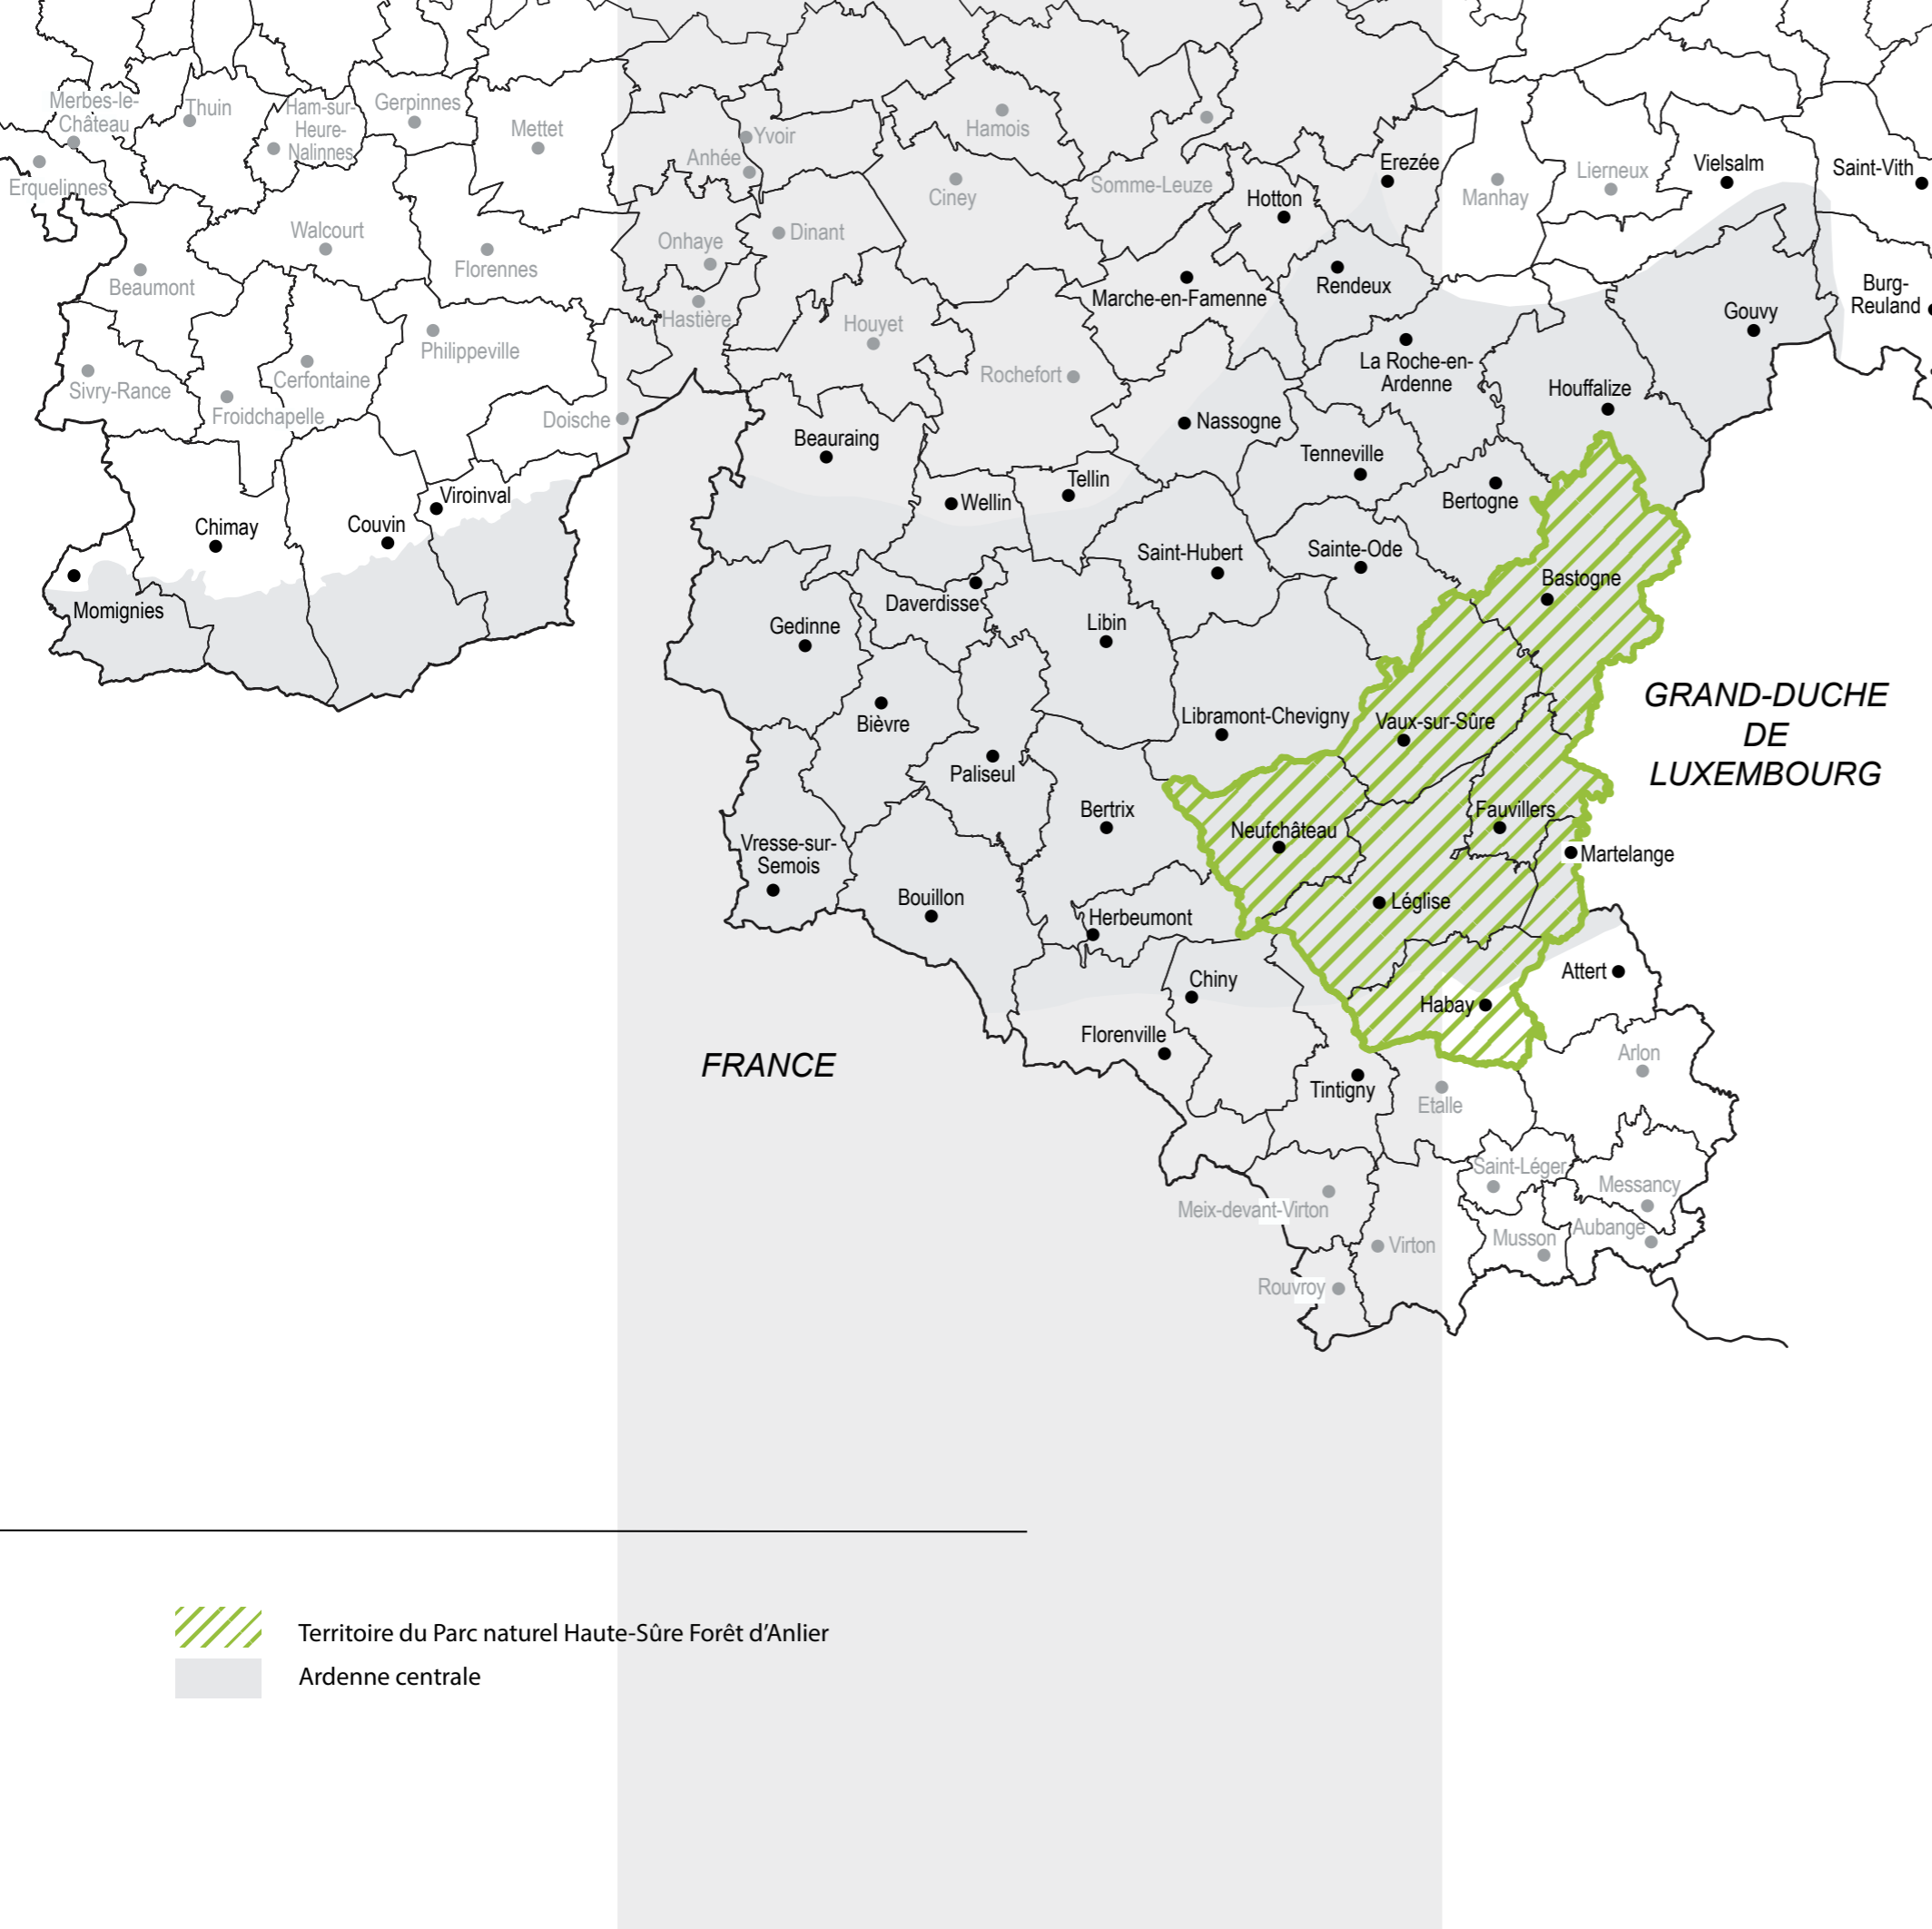 Merbes-le-
Château
Thuin
Ham-sur-
Heure-
Nalinnes
Gerpinnes
Mettet
Anhée
Yvoir
Hamois
Ciney
Somme-Leuze
Hotton
Erezée
Manhay
Lierneux
Vielsalm
Saint-Vith
Erquelinnes
Walcourt
Beaumont
Florennes
Onhaye
Dinant
Hastière
Houyet
Marche-en-Famenne
Rendeux
Gouvy
Burg-
Reuland
Sivry-Rance
Froidchapelle
Cerfontaine
Philippeville
Doische
Rochefort
La Roche-en-
Ardenne
Houffalize
Beauraing
Nassogne
Tenneville
Bertogne
Chimay
Couvin
Viroinval
Wellin
Tellin
Momignies
Saint-Hubert
Sainte-Ode
Bastogne
Gedinne
Daverdisse
Libin
Bièvre
Paliseul
Libramont-Chevigny
Vaux-sur-Sûre
GRAND-DUCHE
DE
LUXEMBOURG
Vresse-sur-
Semois
Bertrix
Neufchâteau
Fauvillers
Martelange
Bouillon
Herbeumont
Léglise
Chiny
Habay
Attert
FRANCE
Florenville
Tintigny
Etalle
Arlon
Meix-devant-Virton
Saint-Léger
Messancy
Virton
Musson
Aubange
Rouvroy
Territoire du Parc naturel Haute-Sûre Forêt d'Anlier
Ardenne centrale